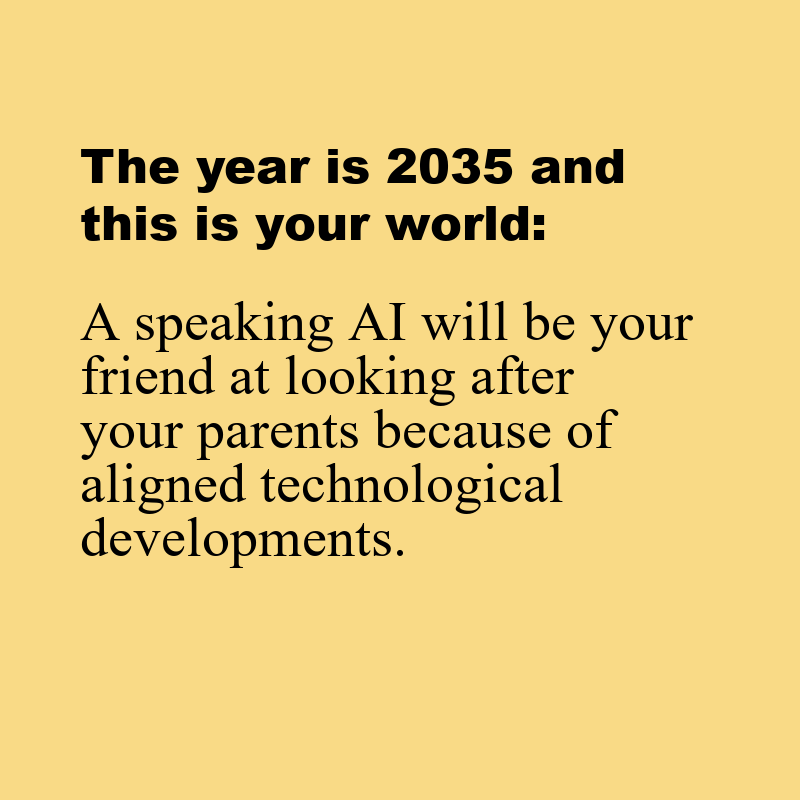 The year is 2035 and
this is your world:
A speaking AI will be your
friend at looking after
your parents because of
aligned technological
developments.